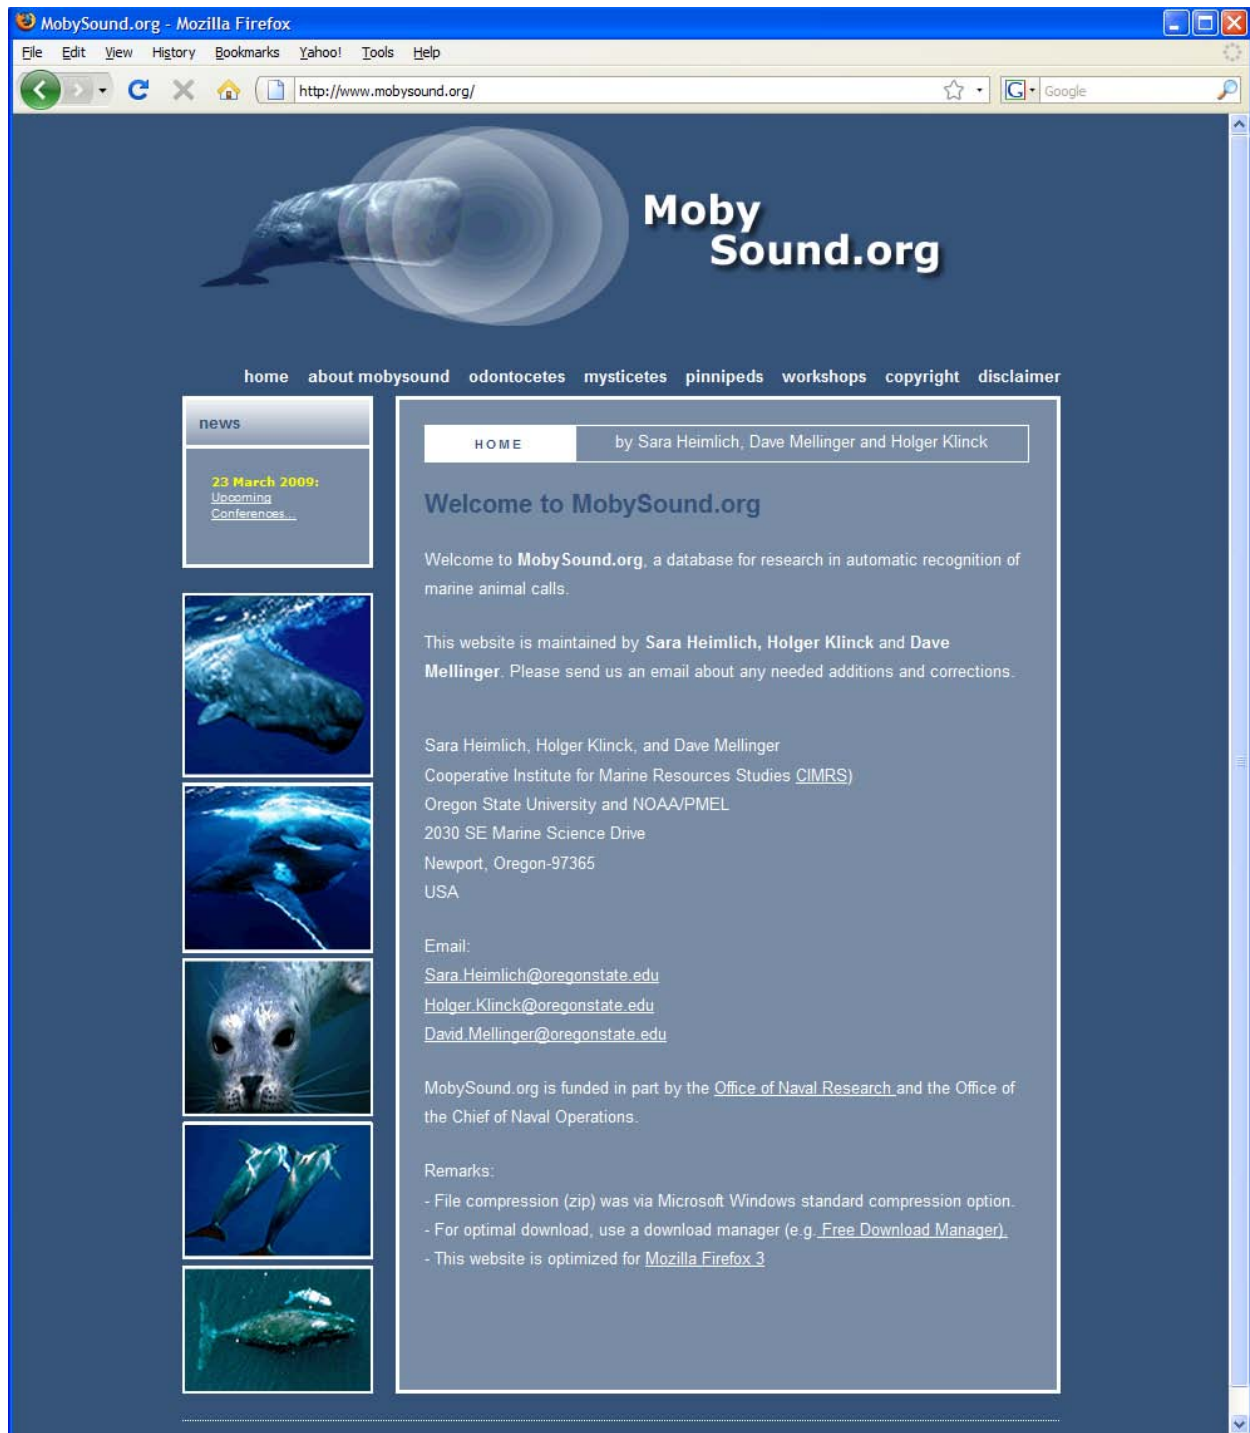 MobySound.org - Mozilla Firefox
File Edit View History Bookmarks Yahoo! Tools Help
http://www.mobysound.org/
G Google
Moby
Sound.org
home about mobysound odontocetes mysticetes pinnipeds workshops copyright disclaimer
news
23 March 2009:
Upcoming
Conferences...
HOME by Sara Heimlich, Dave Mellinger and Holger Klinck
Welcome to MobySound.org
Welcome to MobySound.org, a database for research in automatic recognition of
marine animal calls.
This website is maintained by Sara Heimlich, Holger Klinck and Dave
Mellinger. Please send us an email about any needed additions and corrections.
Sara Heimlich, Holger Klinck, and Dave Mellinger
Cooperative Institute for Marine Resources Studies CIMRS)
Oregon State University and NOAA/PMEL
2030 SE Marine Science Drive
Newport, Oregon-97365
USA
Email:
Sara.Heimlich@oregonstate.edu
Holger.Klinck@oregonstate.edu
David.Mellinger@oregonstate.edu
MobySound.org is funded in part by the Office of Naval Research and the Office of
the Chief of Naval Operations.
Remarks:
- File compression (zip) was via Microsoft Windows standard compression option.
- For optimal download, use a download manager (e.g. Free Download Manager).
- This website is optimized for Mozilla Firefox 3